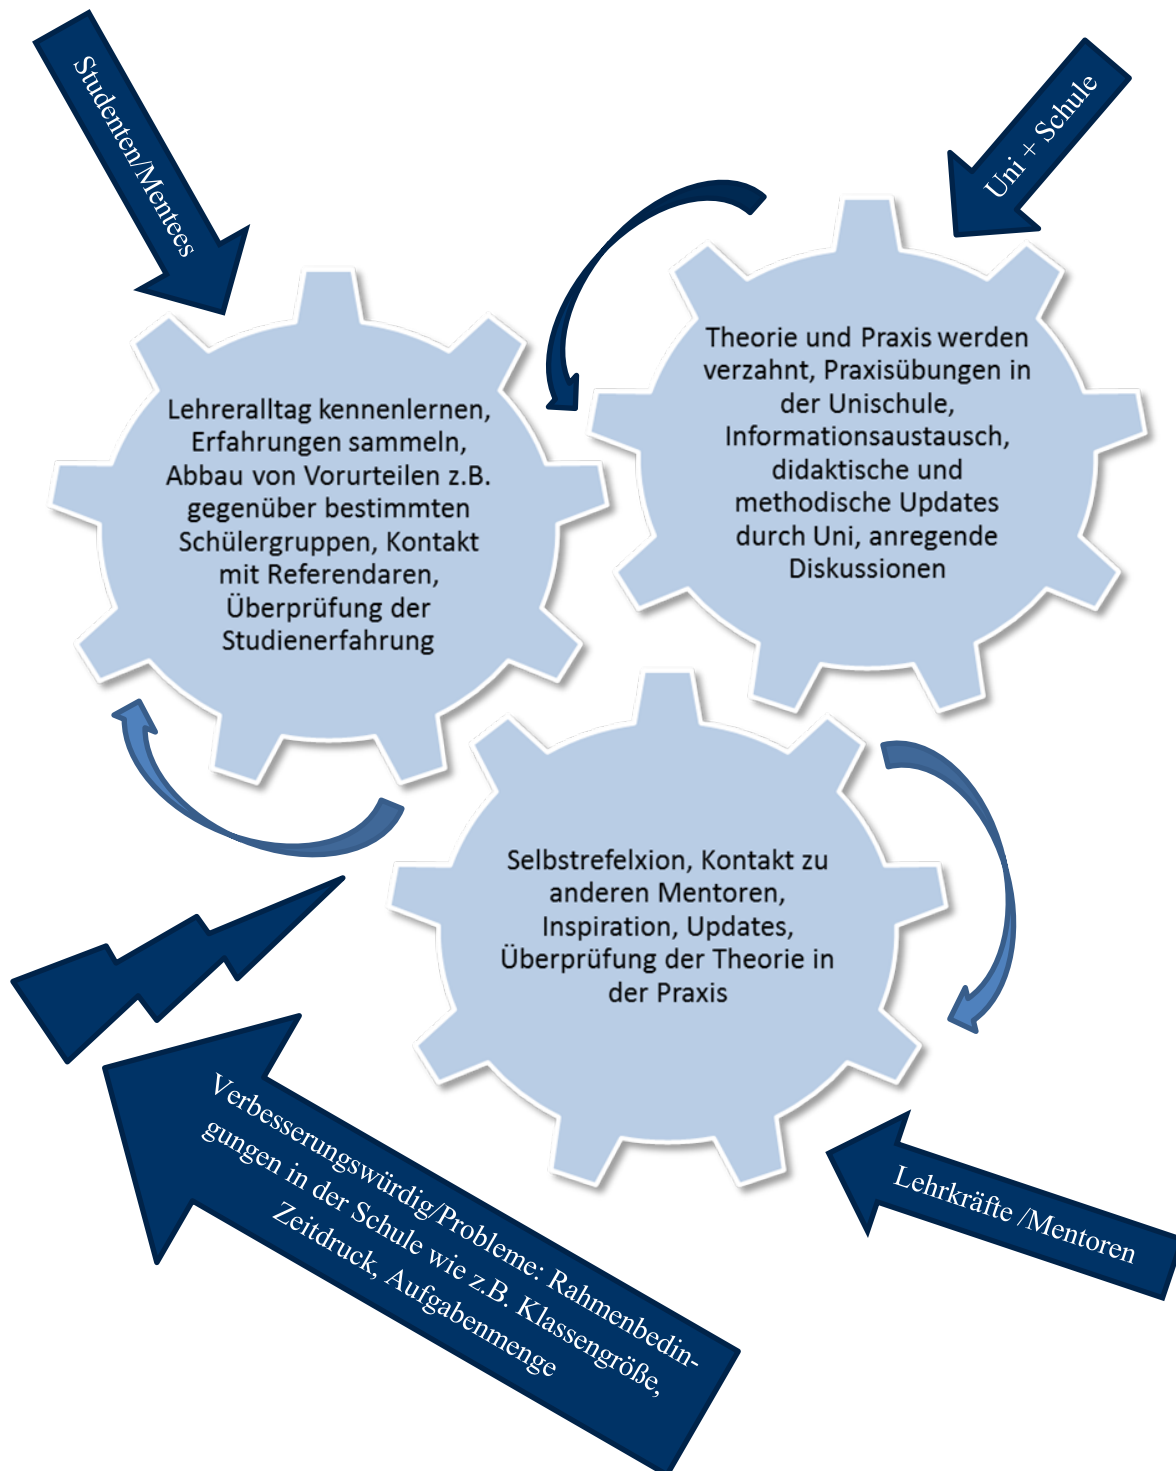 Studenten/Mentees
Uni + Schule
Lehreralltag kennenlernen,
Erfahrungen sammeln,
Abbau von Vorurteilen z.B.
gegenüber bestimmten
Schülergruppen, Kontakt
mit Referendaren,
Überprüfung der
Studienerfahrung
Theorie und Praxis werden
verzahnt, Praxisübungen in
der Unischule,
Informationsaustausch,
didaktische und
methodische Updates
durch Uni, anregende
Diskussionen
Selbstrefelxion, Kontakt zu
anderen Mentoren,
Inspiration, Updates,
Überprüfung der Theorie in
der Praxis
Verbesserungswürdig/Probleme: Rahmenbedin-
gungen in der Schule wie z.B. Klassengröße,
Zeitdruck, Aufgabenmenge
Lehrkräfte /Mentoren